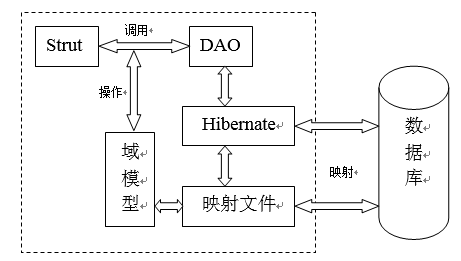 调用
Strut
DAO
操作
Hibernate
域
模
型
映射文件
映射
数
据
库